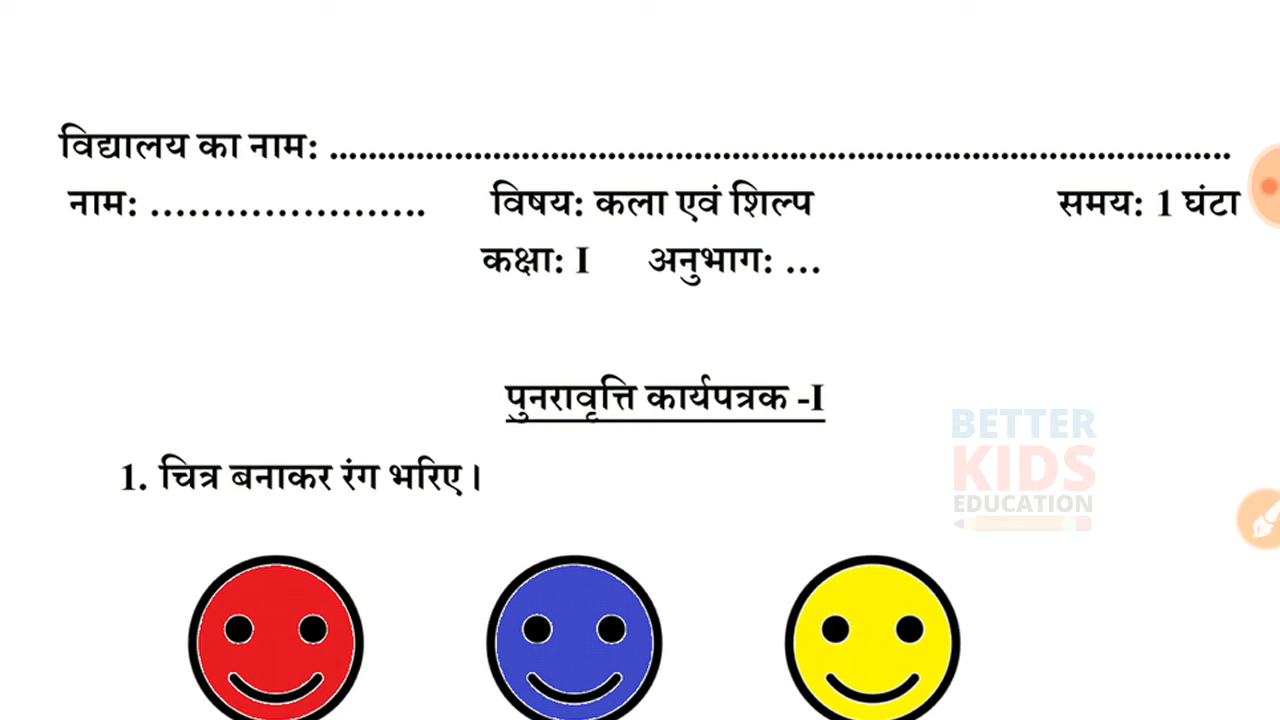 विद्यालय का नाम: ...............................................................................................
नाम: ......................     विषय: कला एवं शिल्प     समय: 1 घंटा
कक्षा: I     अनुभाग: ...
पुनरावृत्ति कार्यपत्रक -I
BETTER
KIDS
EDUCATION
1. चित्र बनाकर रंग भरिए।